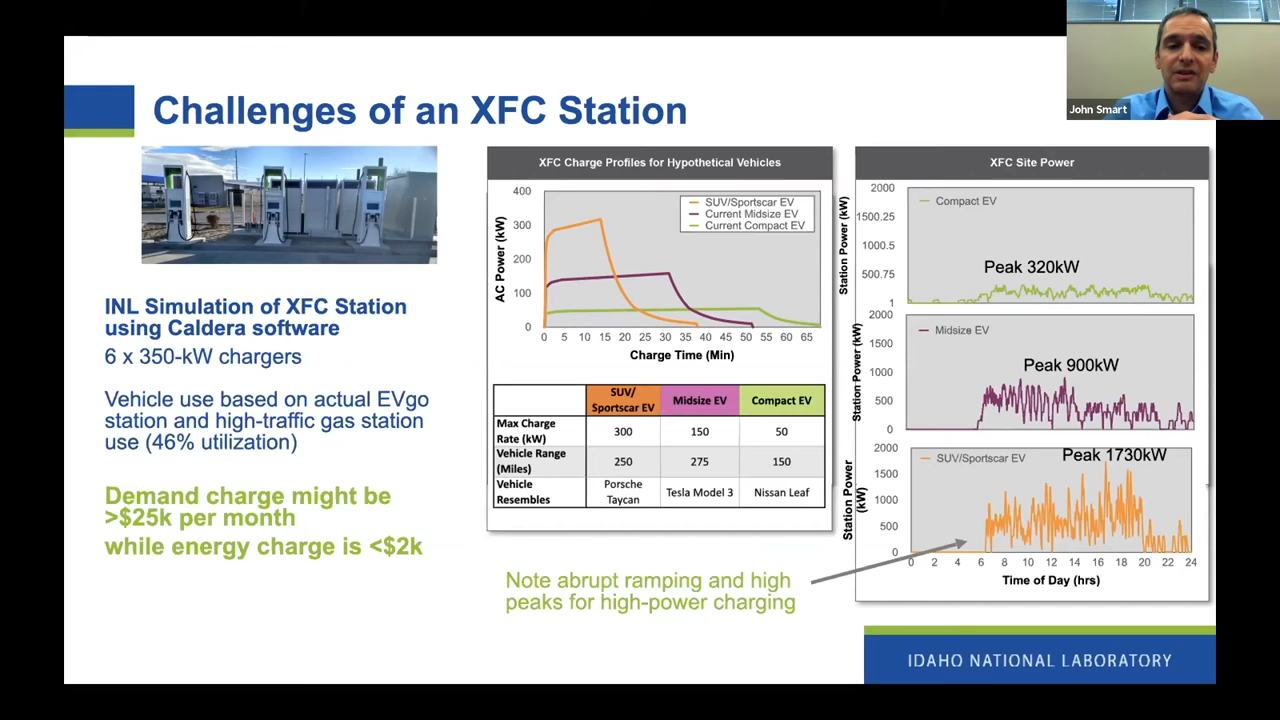 John Smart
Challenges of an XFC Station
INL Simulation of XFC Station
using Caldera software
6 x 350-kW chargers
Vehicle use based on actual EVgo
station and high-traffic gas station
use (46% utilization)
Demand charge might be
>$25k per month
while energy charge is <$2k
XFC Charge Profiles for Hypothetical Vehicles
AC Power (kW)
400
300
200
100
0
SUV/Sportscar EV
Current Midsize EV
Current Compact EV
0 5 10 15 20 25 30 35 40 45 50 55 60 65
Charge Time (Min)
SUV/ Sportscar EV Midsize EV Compact EV
Max Charge Rate (kW) 300 150 50
Vehicle Range (Miles) 250 275 150
Vehicle Resembles Porsche Taycan Tesla Model 3 Nissan Leaf
Note abrupt ramping and high
peaks for high-power charging
XFC Site Power
Station Power (kW)
2000
1500.25
1000.5
500.75
1
Compact EV
Peak 320kW
Station Power (kW)
2000
1500
1000
500
0
Midsize EV
Peak 900kW
Station Power
(kW)
2000
1500
1000
500
0
SUV/Sportscar EV
Peak 1730kW
0 2 4 6 8 10 12 14 16 18 20 22 24
Time of Day (hrs)
IDAHO NATIONAL LABORATORY